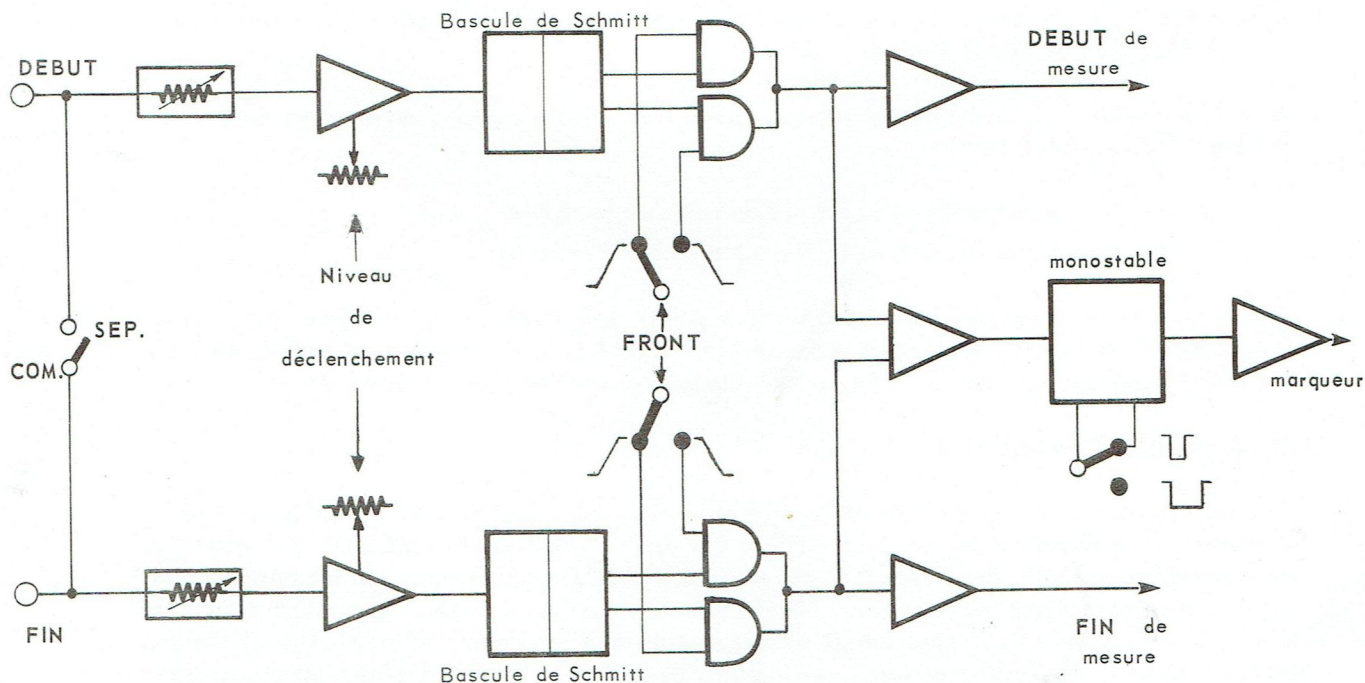 Bascule de Schmitt
DEBUT
DEBUT de
mesure
Niveau
de
déclenchement
SEP.
COM.
FRONT
monostable
marqueur
FIN
Bascule de Schmitt
FIN de
mesure